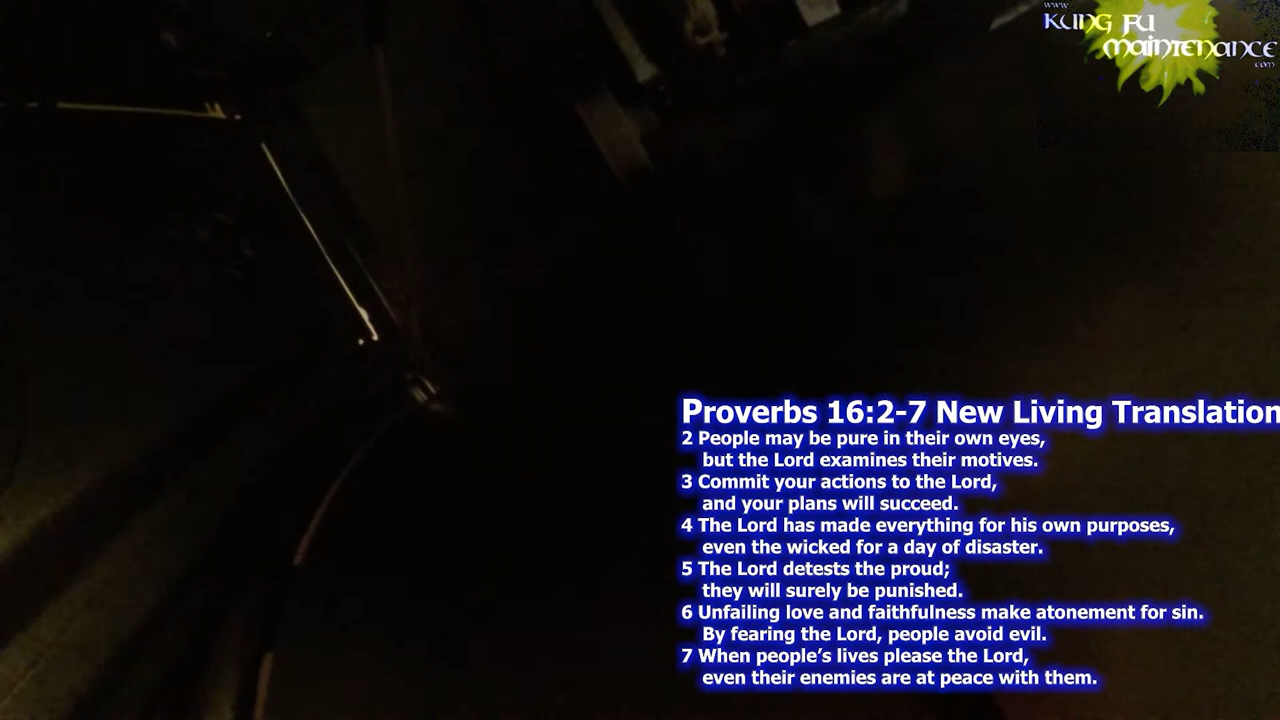 www
KUNG FU
MAINTENANCE
.com
Proverbs 16:2-7 New Living Translation
2 People may be pure in their own eyes,
but the Lord examines their motives.
3 Commit your actions to the Lord,
and your plans will succeed.
4 The Lord has made everything for his own purposes,
even the wicked for a day of disaster.
5 The Lord detests the proud;
they will surely be punished.
6 Unfailing love and faithfulness make atonement for sin.
By fearing the Lord, people avoid evil.
7 When people’s lives please the Lord,
even their enemies are at peace with them.